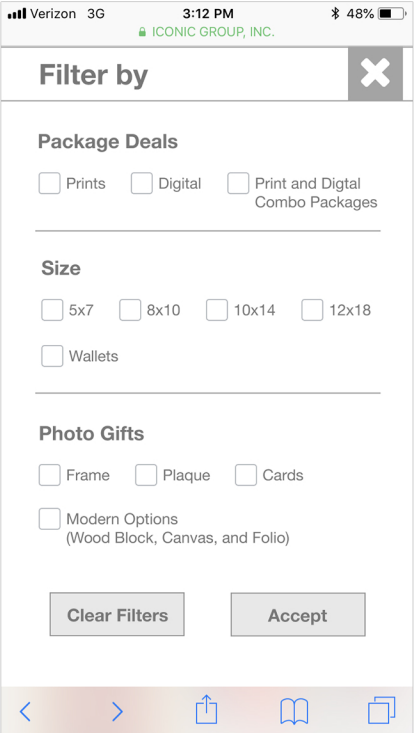 Verizon 3G 3:12 PM 48%
ICONIC GROUP, INC.
Filter by
Package Deals
Prints Digital Print and Digtal
Combo Packages
Size
5x7 8x10 10x14 12x18
Wallets
Photo Gifts
Frame Plaque Cards
Modern Options
(Wood Block, Canvas, and Folio)
Clear Filters Accept